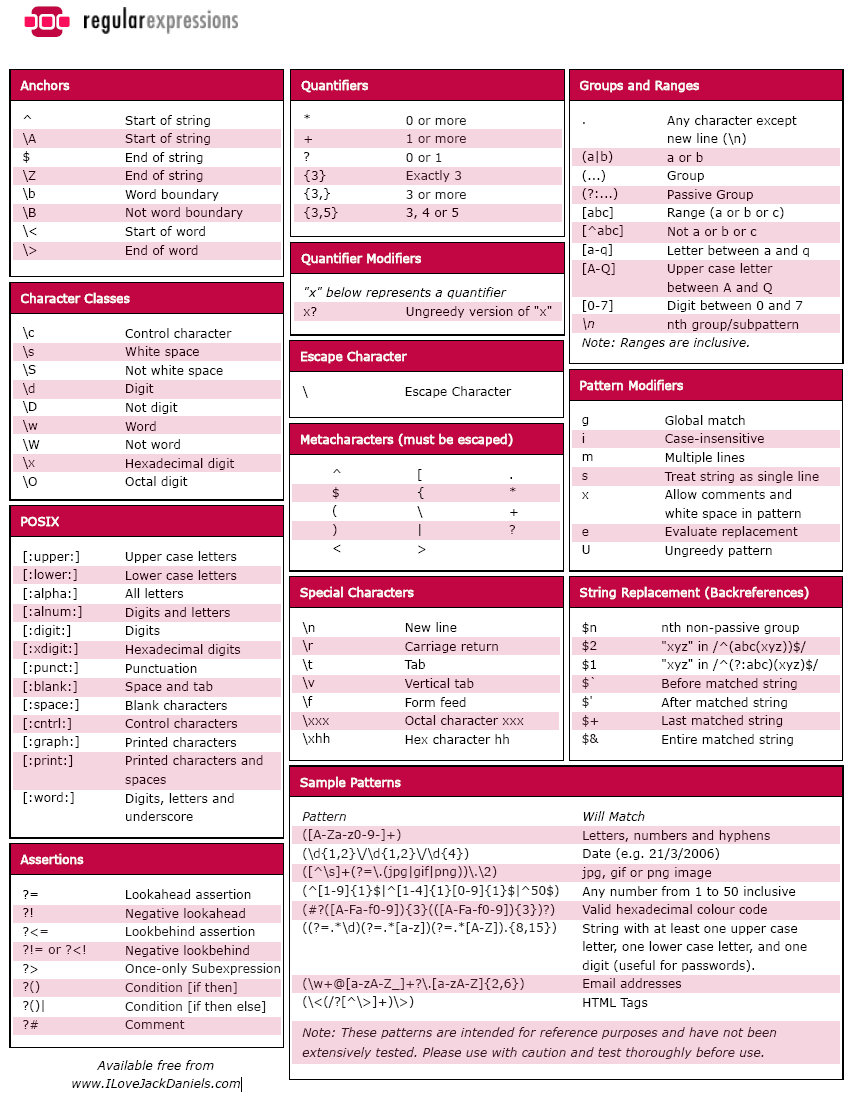 regularexpressions
Anchors
^ Start of string
\A Start of string
$ End of string
\Z End of string
\b Word boundary
\B Not word boundary
\< Start of word
\> End of word
Character Classes
\c Control character
\s White space
\S Not white space
\d Digit
\D Not digit
\w Word
\W Not word
\x Hexadecimal digit
\O Octal digit
POSIX
[:upper:] Upper case letters
[:lower:] Lower case letters
[:alpha:] All letters
[:alnum:] Digits and letters
[:digit:] Digits
[:xdigit:] Hexadecimal digits
[:punct:] Punctuation
[:blank:] Space and tab
[:space:] Blank characters
[:cntrl:] Control characters
[:graph:] Printed characters
[:print:] Printed characters and
spaces
[:word:] Digits, letters and
underscore
Assertions
?= Lookahead assertion
?! Negative lookahead
?<= Lookbehind assertion
?!= or ?<! Negative lookbehind
?> Once-only Subexpression
?() Condition [if then]
?()| Condition [if then else]
?# Comment
Available free from
www.ILoveJackDaniels.com
Quantifiers
* 0 or more
+ 1 or more
? 0 or 1
{3} Exactly 3
{3,} 3 or more
{3,5} 3, 4 or 5
Quantifier Modifiers
"x" below represents a quantifier
x? Ungreedy version of "x"
Escape Character
\ Escape Character
Metacharacters (must be escaped)
^ [ .
$ { *
( \ +
) | ?
< >
Special Characters
\n New line
\r Carriage return
\t Tab
\v Vertical tab
\f Form feed
\xxx Octal character xxx
\xhh Hex character hh
Groups and Ranges
. Any character except
new line (\n)
(a|b) a or b
(...) Group
(?:...) Passive Group
[abc] Range (a or b or c)
[^abc] Not a or b or c
[a-q] Letter between a and q
[A-Q] Upper case letter
between A and Q
[0-7] Digit between 0 and 7
\n nth group/subpattern
Note: Ranges are inclusive.
Pattern Modifiers
g Global match
i Case-insensitive
m Multiple lines
s Treat string as single line
x Allow comments and
white space in pattern
e Evaluate replacement
U Ungreedy pattern
String Replacement (Backreferences)
$n nth non-passive group
$2 "xyz" in /^(abc(xyz))$/
$1 "xyz" in /^(?:abc)(xyz)$/
$` Before matched string
$' After matched string
$+ Last matched string
$& Entire matched string
Sample Patterns
Pattern Will Match
([A-Za-z0-9-]+) Letters, numbers and hyphens
(\d{1,2}\/\d{1,2}\/\d{4}) Date (e.g. 21/3/2006)
([^\s]+(?=\.(jpg|gif|png))\.\2) jpg, gif or png image
(^[1-9]{1}$|^[1-4]{1}[0-9]{1}$|^50$) Any number from 1 to 50 inclusive
(#?([A-Fa-f0-9]){3}(([A-Fa-f0-9]){3})?) Valid hexadecimal colour code
((?=.*\d)(?=.*[a-z])(?=.*[A-Z]).{8,15}) String with at least one upper case
letter, one lower case letter, and one
digit (useful for passwords).
(\w+@[a-zA-Z_]+?\.[a-zA-Z]{2,6}) Email addresses
(\<(/?[^\>]+)\>) HTML Tags
Note: These patterns are intended for reference purposes and have not been
extensively tested. Please use with caution and test thoroughly before use.